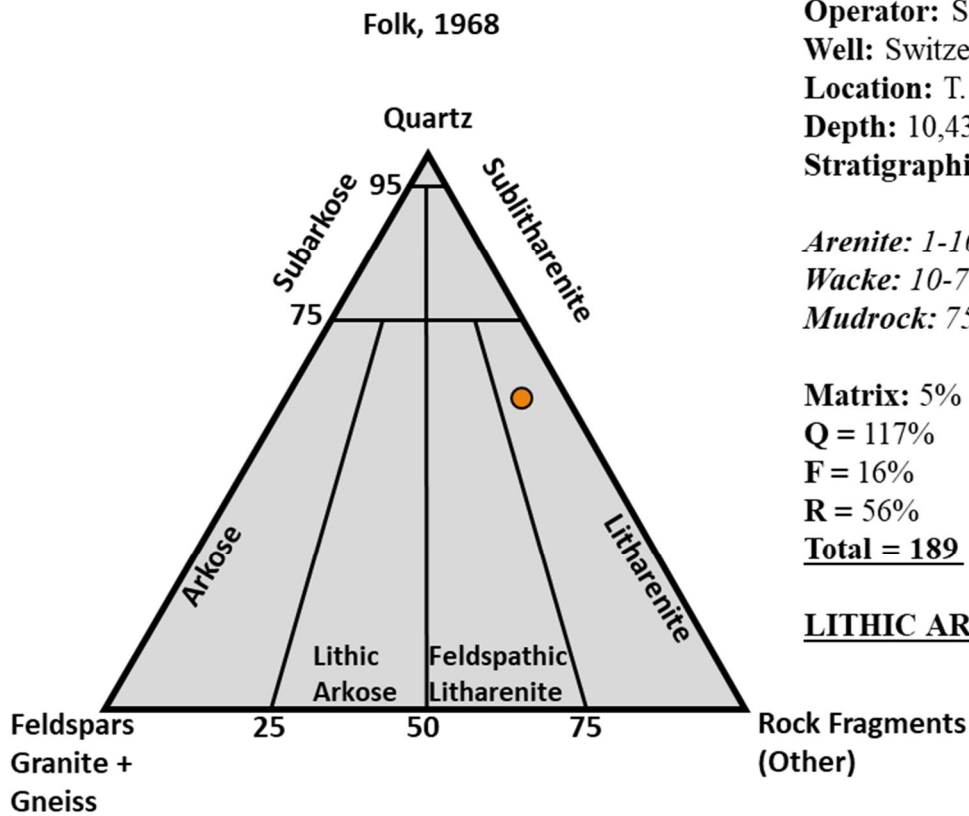 Folk, 1968
Quartz
95
Subarkose
Sublitharenite
75
Arkose
Litharenite
Lithic
Arkose
Feldspathic
Litharenite
Feldspars
Granite +
Gneiss
25
50
75
Rock Fragments
(Other)
Operator: S
Well: Switze
Location: T.
Depth: 10,43
Stratigraphi
Arenite: 1-10
Wacke: 10-7
Mudrock: 75
Matrix: 5%
Q = 117%
F = 16%
R = 56%
Total = 189
LITHIC AR